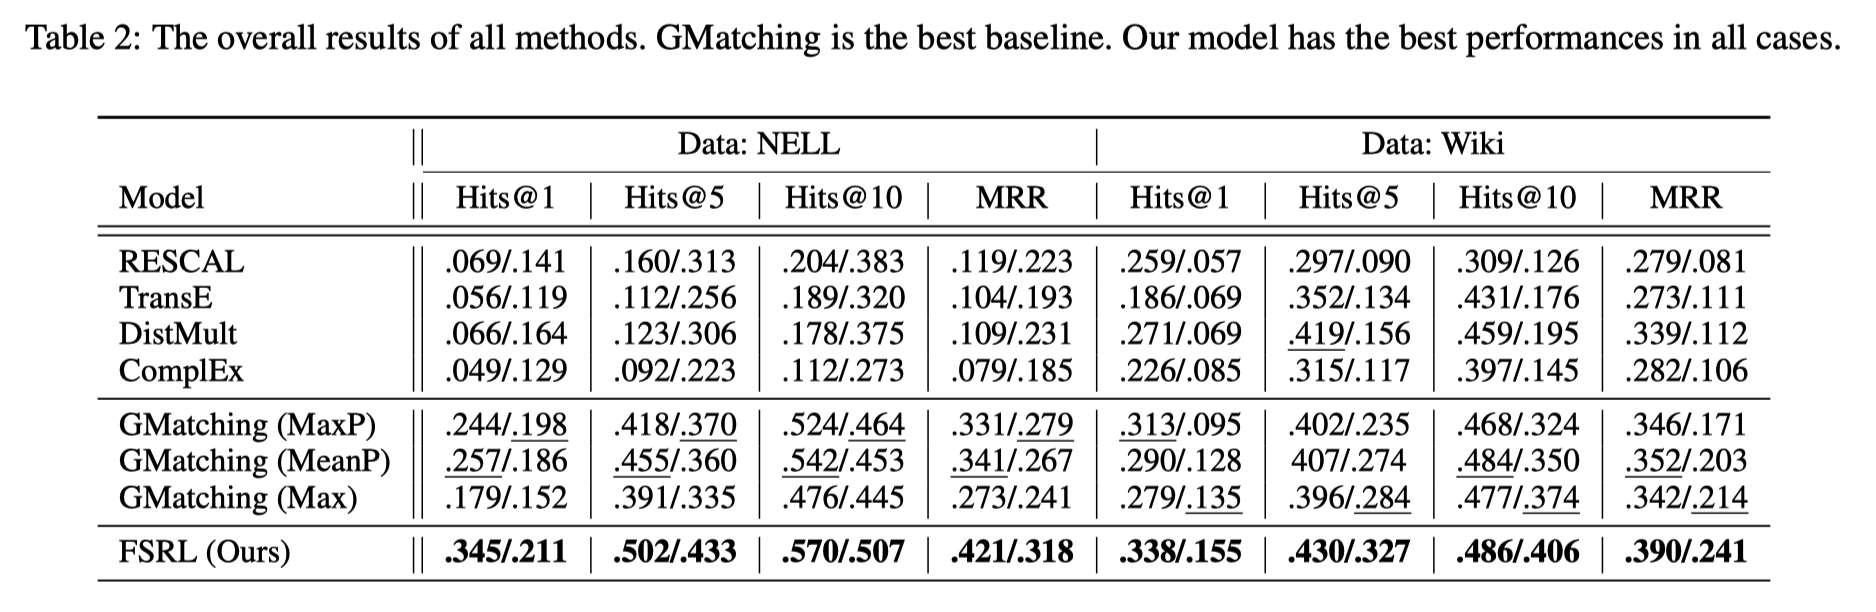 Table 2: The overall results of all methods. GMatching is the best baseline. Our model has the best performances in all cases.
Data: NELL Data: Wiki
Model Hits@1 Hits@5 Hits@10 MRR Hits@1 Hits@5 Hits@10 MRR
RESCAL .069/.141 .160/.313 .204/.383 .119/.223 .259/.057 .297/.090 .309/.126 .279/.081
TransE .056/.119 .112/.256 .189/.320 .104/.193 .186/.069 .352/.134 .431/.176 .273/.111
DistMult .066/.164 .123/.306 .178/.375 .109/.231 .271/.069 .419/.156 .459/.195 .339/.112
ComplEx .049/.129 .092/.223 .112/.273 .079/.185 .226/.085 .315/.117 .397/.145 .282/.106
GMatching (MaxP) .244/.198 .418/.370 .524/.464 .331/.279 .313/.095 .402/.235 .468/.324 .346/.171
GMatching (MeanP) .257/.186 .455/.360 .542/.453 .341/.267 .290/.128 407/.274 .484/.350 .352/.203
GMatching (Max) .179/.152 .391/.335 .476/.445 .273/.241 .279/.135 .396/.284 .477/.374 .342/.214
FSRL (Ours) .345/.211 .502/.433 .570/.507 .421/.318 .338/.155 .430/.327 .486/.406 .390/.241